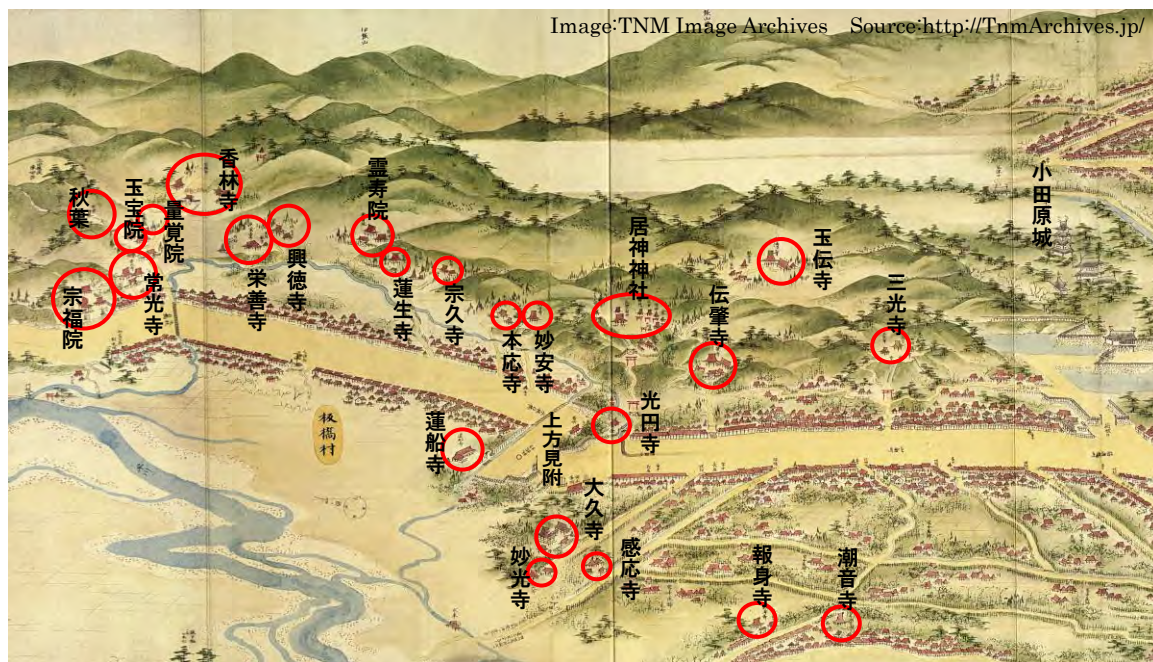 Image:TNM Image Archives Source:http://TnmArchives.jp/
秋葉
玉宝院
量覚院
香林寺
宗福院
常光寺
栄善寺
興徳寺
霊寿院
蓮生寺
宗久寺
本応寺
妙安寺
居神神社
伝肇寺
玉伝寺
三光寺
小田原城
板橋村
蓮船寺
上方見附
光円寺
大久寺
妙光寺
感応寺
報身寺
潮音寺